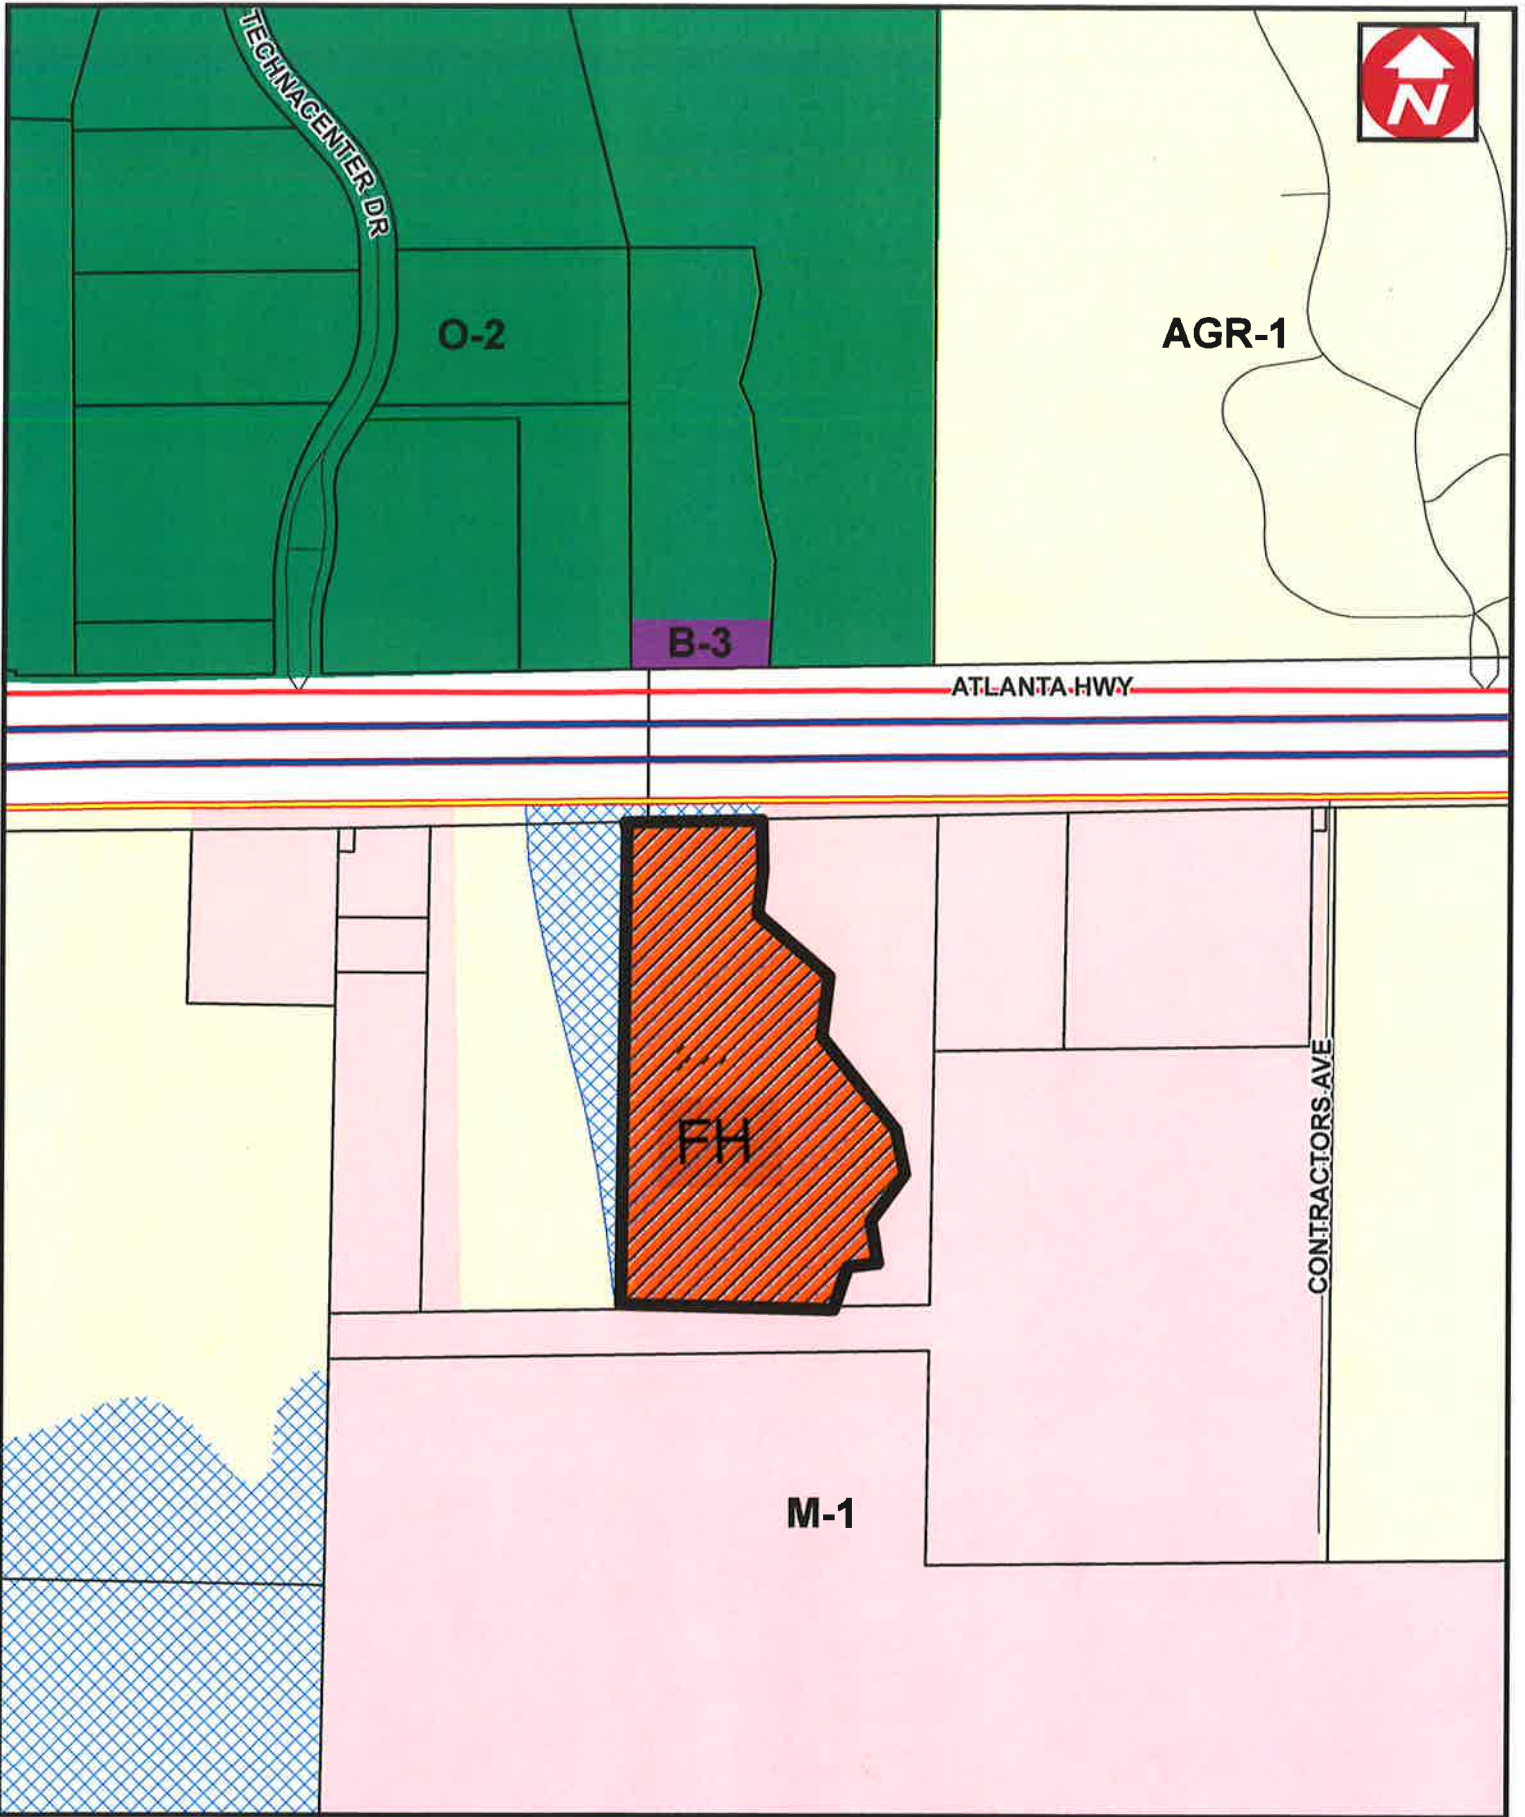 TECHNACENTER DR
N
O-2
AGR-1
B-3
ATLANTA HWY
FH
CONTRACTORS AVE
M-1